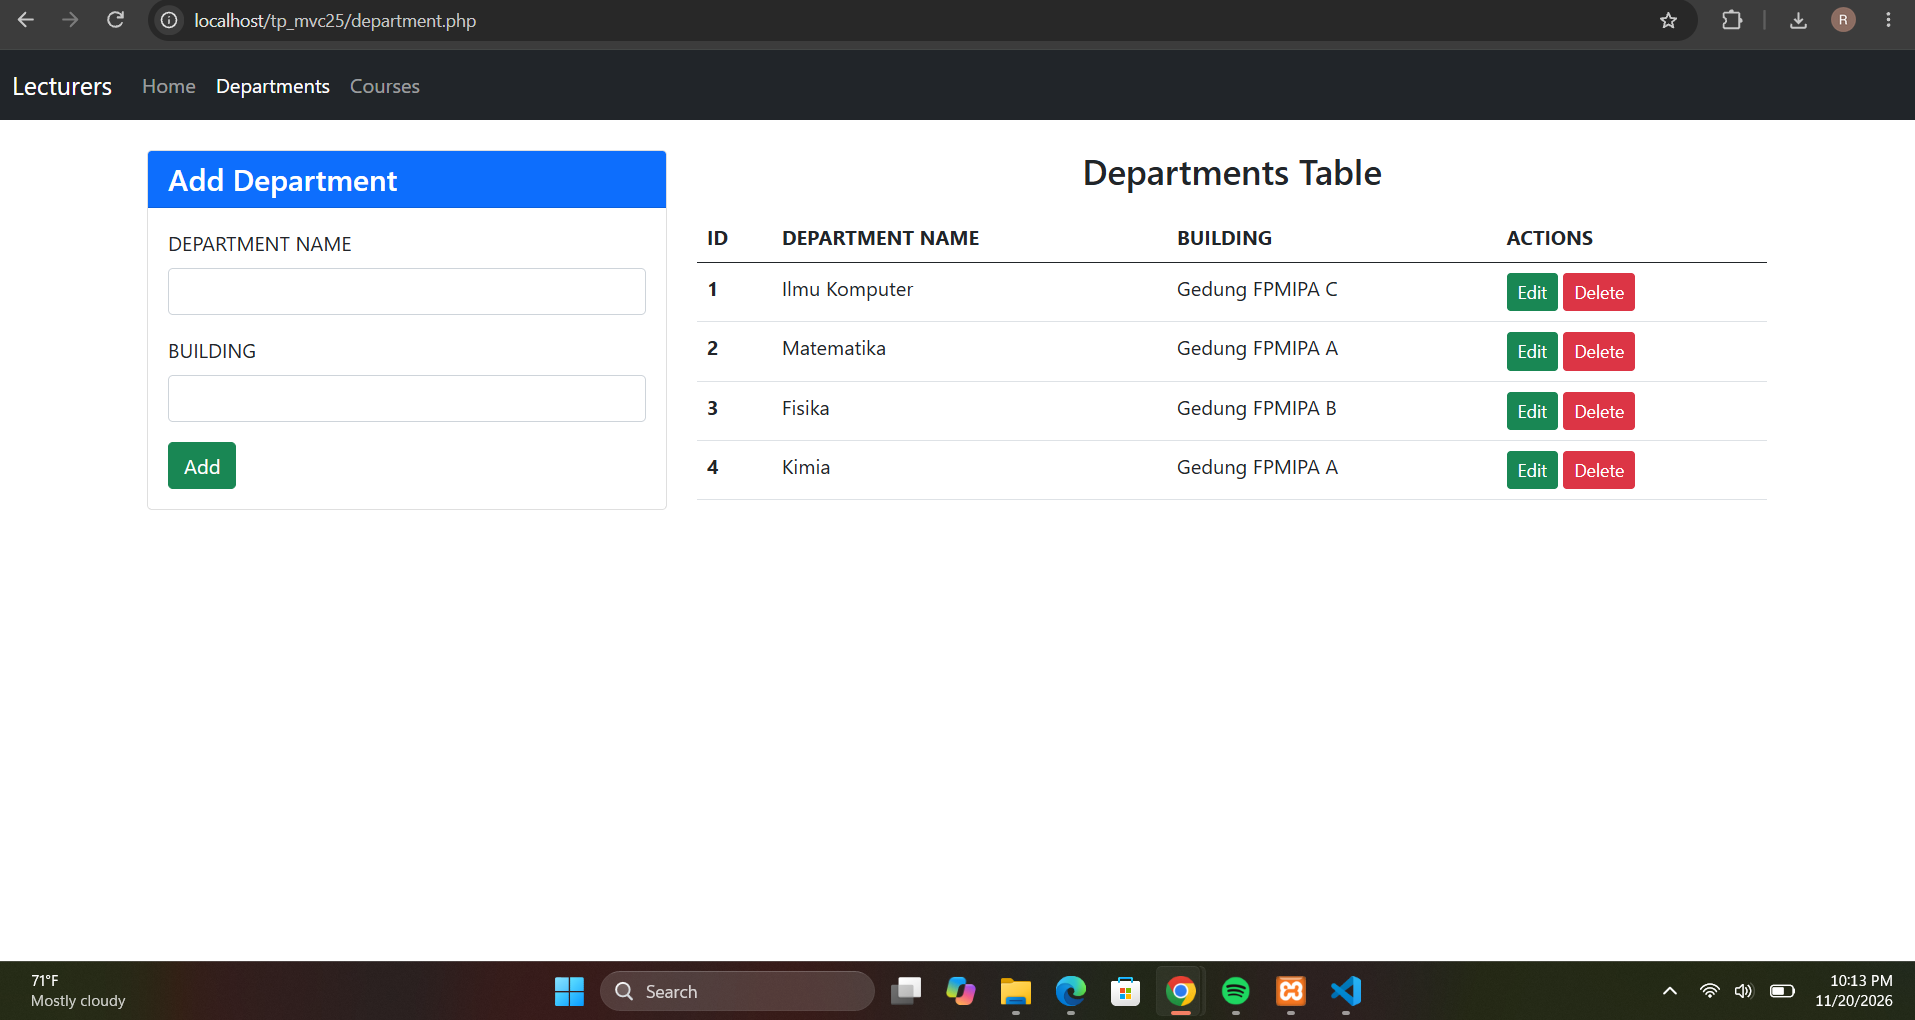 localhost/tp_mvc25/department.php
R
Lecturers Home Departments Courses
Add Department
DEPARTMENT NAME
BUILDING
Add
Departments Table
ID DEPARTMENT NAME BUILDING ACTIONS
1 Ilmu Komputer Gedung FPMIPA C Edit Delete
2 Matematika Gedung FPMIPA A Edit Delete
3 Fisika Gedung FPMIPA B Edit Delete
4 Kimia Gedung FPMIPA A Edit Delete
71°F
Mostly cloudy
Search
10:13 PM
11/20/2026